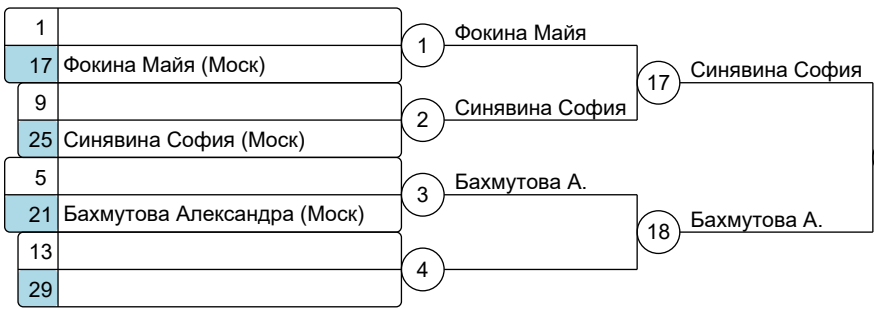 1
17 Фокина Майя (Моск)
9
25 Синявина София (Моск)
5
21 Бахмутова Александра (Моск)
13
29
1 Фокина Майя
2 Синявина София
3 Бахмутова А.
4
17 Синявина София
18 Бахмутова А.